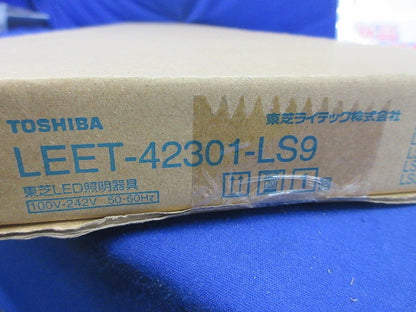 東芝ライテック株式会社
TOSHIBA
LEET-42301-LS9
東芝LED照明器具
100V-242V 50-60Hz